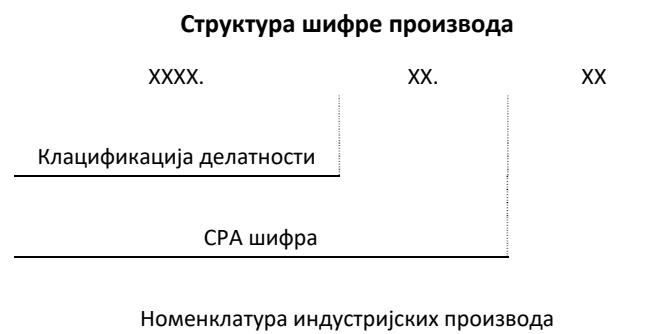 Структура шифре производа
XXXX. XX. XX
Клацификација делатности
CPA шифра
Номенклатура индустријских производа